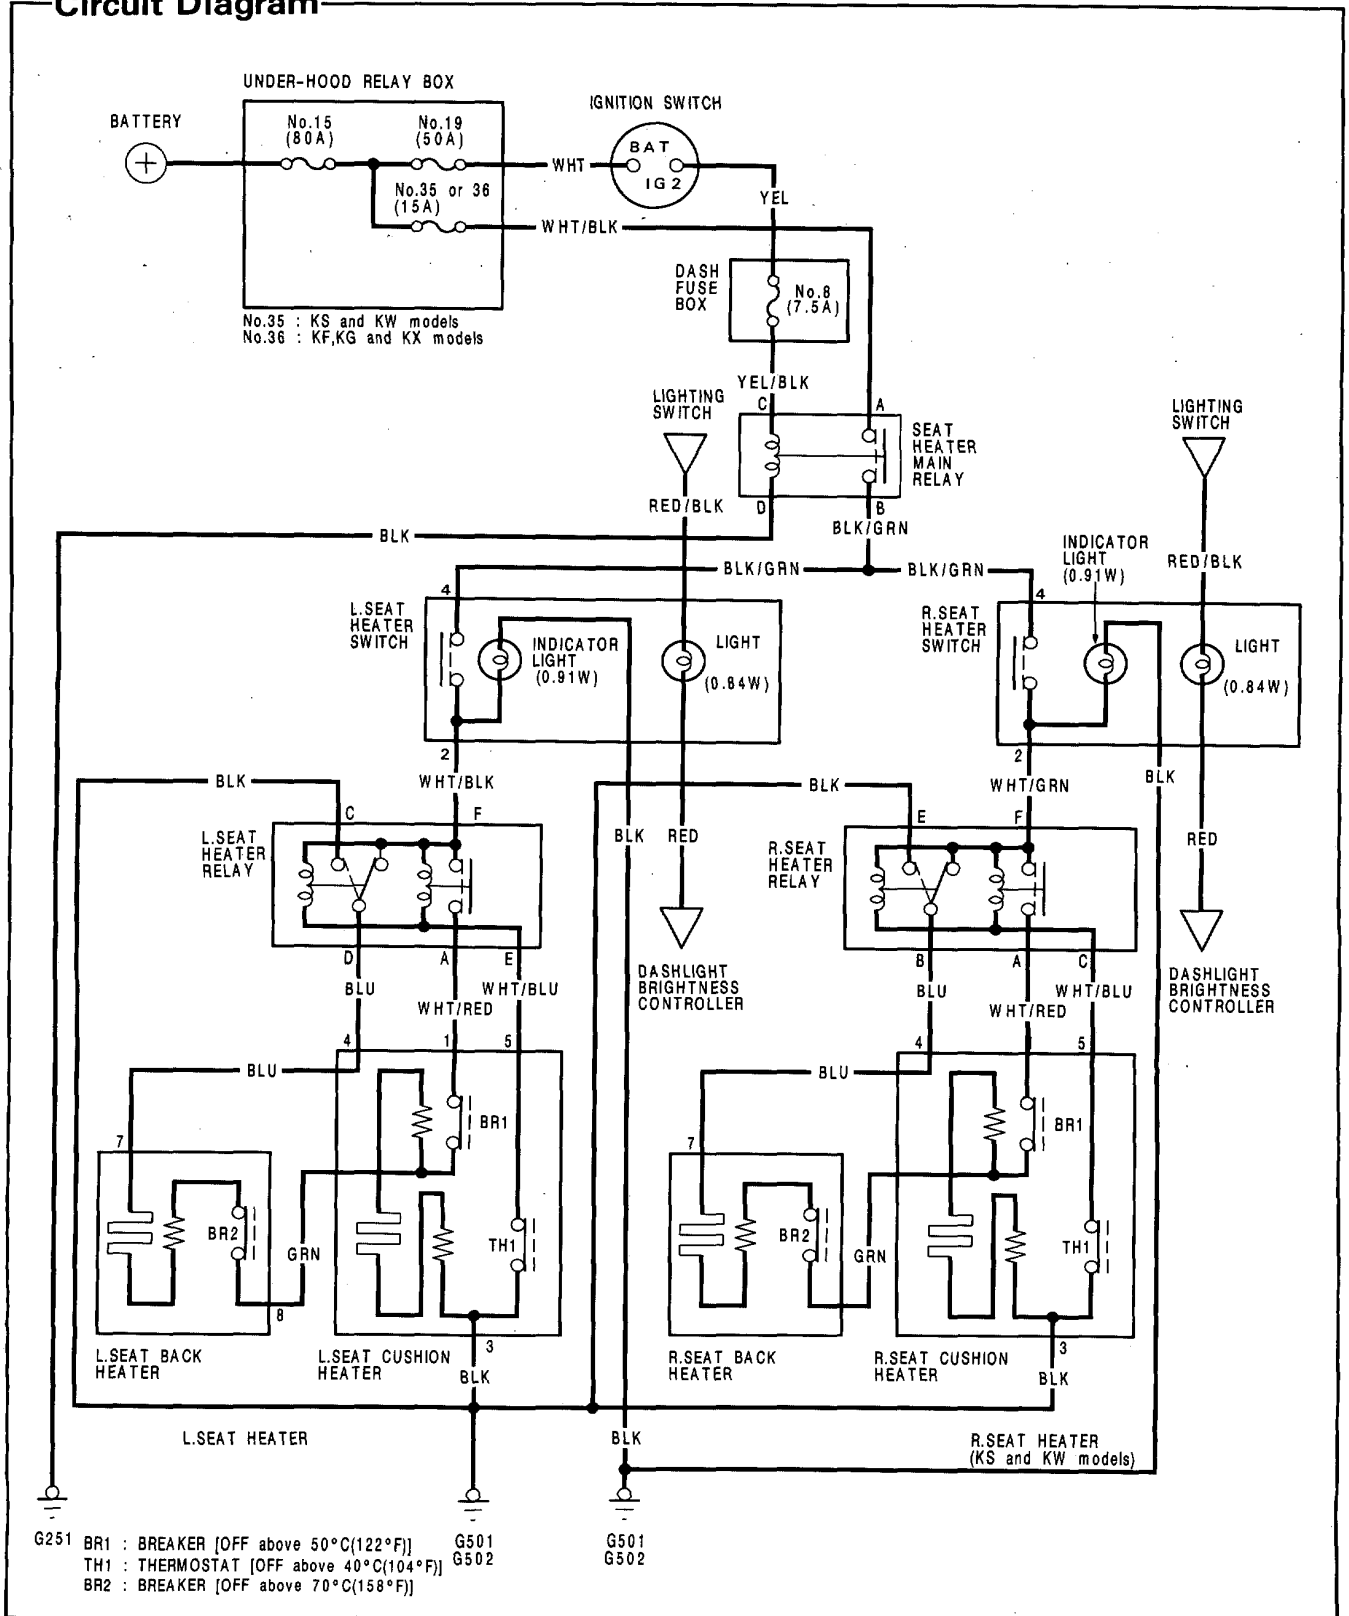 Circuit Diagram
UNDER-HOOD RELAY BOX
BATTERY
No.15
(80A)
No.19
(50A)
No.35 or 36
(15A)
IGNITION SWITCH
BAT
IG2
WHT
YEL
WHT/BLK
No.35 : KS and KW models
No.36 : KF,KG and KX models
DASH
FUSE
BOX
No.8
(7.5A)
YEL/BLK
LIGHTING
SWITCH
C
A
SEAT
HEATER
MAIN
RELAY
LIGHTING
SWITCH
RED/BLK
D
B
BLK
BLK/GRN
BLK/GRN
BLK/GRN
INDICATOR
LIGHT
(0.91W)
RED/BLK
4
L.SEAT
HEATER
SWITCH
INDICATOR
LIGHT
(0.91W)
LIGHT
(0.84W)
4
R.SEAT
HEATER
SWITCH
LIGHT
(0.84W)
2
WHT/BLK
2
WHT/GRN
BLK
BLK
BLK
C
F
L.SEAT
HEATER
RELAY
BLK
RED
E
F
R.SEAT
HEATER
RELAY
RED
D
A
E
BLU
WHT/RED
WHT/BLU
DASHLIGHT
BRIGHTNESS
CONTROLLER
B
A
C
BLU
WHT/RED
WHT/BLU
DASHLIGHT
BRIGHTNESS
CONTROLLER
4
1
5
BLU
4
5
BLU
BR1
BR1
7
BR2
GRN
TH1
8
7
BR2
GRN
TH1
L.SEAT BACK
HEATER
L.SEAT CUSHION
HEATER
3
BLK
R.SEAT BACK
HEATER
R.SEAT CUSHION
HEATER
3
BLK
L.SEAT HEATER
BLK
R.SEAT HEATER
(KS and KW models)
G251
G501
G502
G501
G502
BR1 : BREAKER [OFF above 50°C(122°F)]
TH1 : THERMOSTAT [OFF above 40°C(104°F)]
BR2 : BREAKER [OFF above 70°C(158°F)]